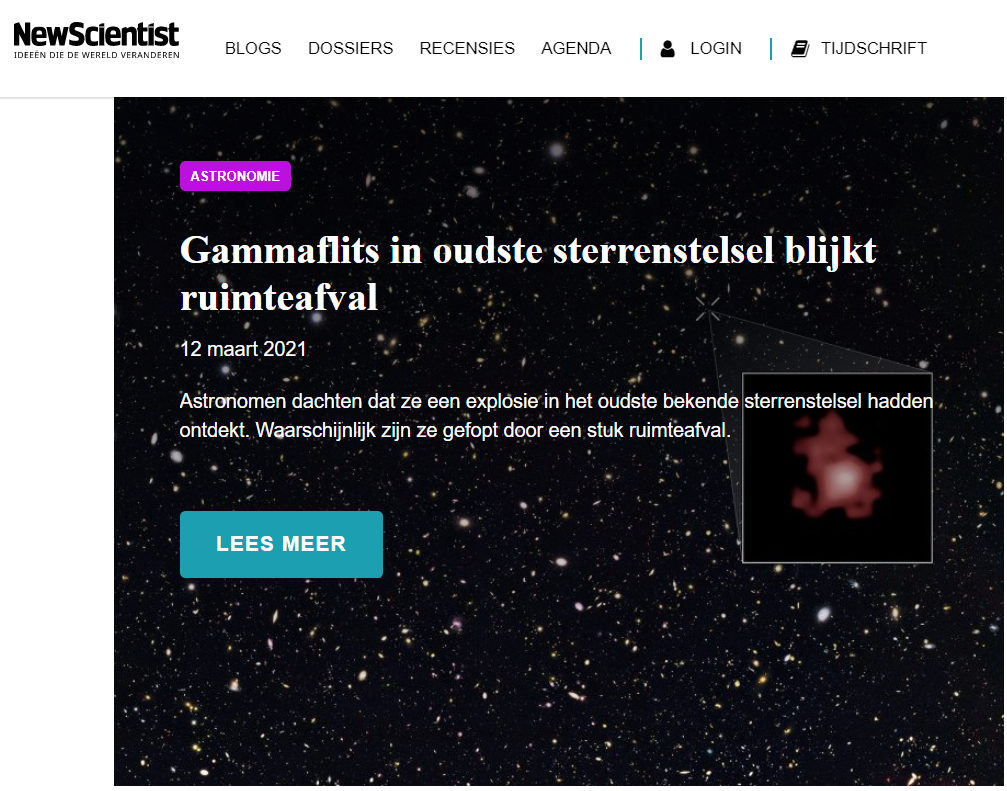 NewScientist
IDEEËN DIE DE WERELD VERANDEREN
BLOGS DOSSIERS RECENSIES AGENDA LOGIN TIJDSCHRIFT
ASTRONOMIE
Gammaflits in oudste sterrenstelsel blijkt
ruimteafval
12 maart 2021
Astronomen dachten dat ze een explosie in het oudste bekende sterrenstelsel hadden
ontdekt. Waarschijnlijk zijn ze gefopt door een stuk ruimteafval.
LEES MEER